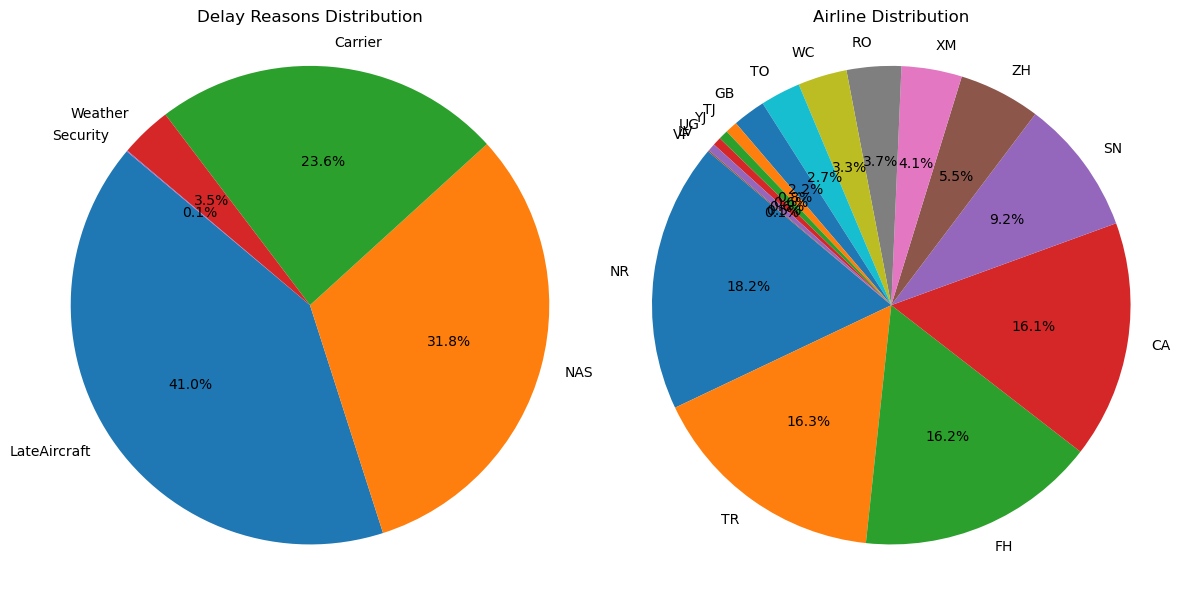 Delay Reasons Distribution
Carrier
Weather
Security
23.6%
3.5%
0.1%
31.8%
NAS
41.0%
LateAircraft
Airline Distribution
RO
XM
WC
ZH
TO
GB
TJ
YJ
UG
SN
3.7%
4.1%
3.3%
5.5%
2.7%
2.2%
9.2%
0.1%
NR
18.2%
16.1%
CA
16.3%
16.2%
TR
FH